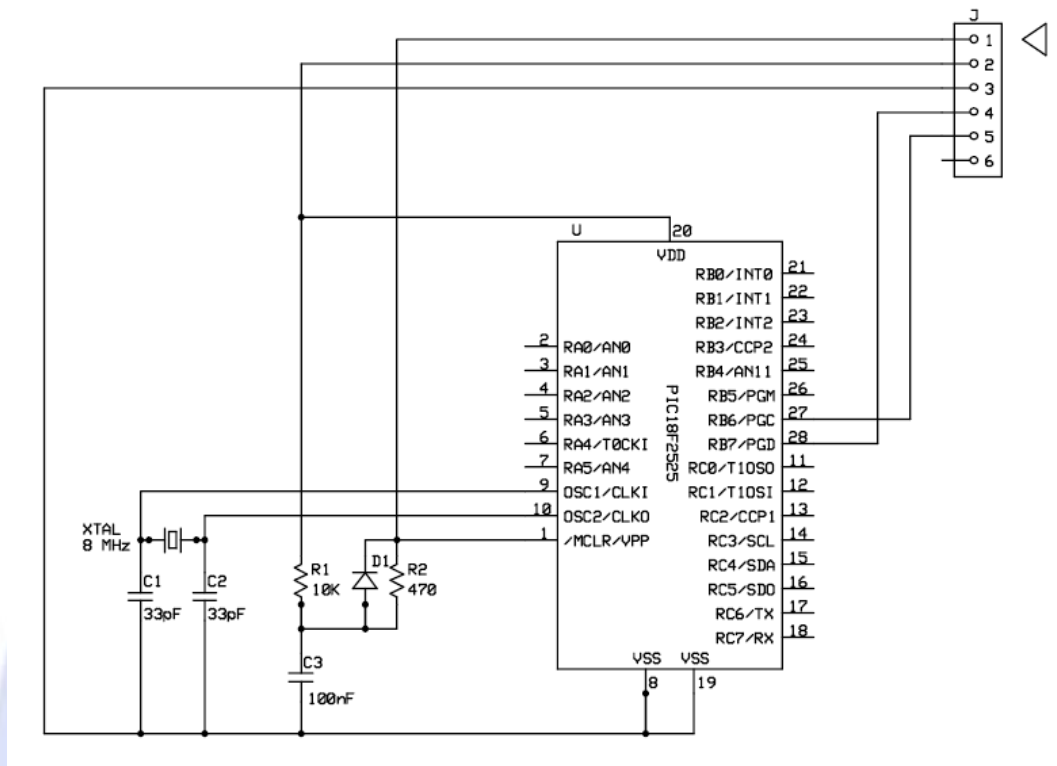 J
1
2
3
4
5
6
U
20
VDD
RB0/INT0 21
RB1/INT1 22
RB2/INT2 23
2 RA0/AN0 RB3/CCP2 24
3 RA1/AN1 RB4/AN11 25
4 RA2/AN2 RB5/PGM 26
5 RA3/AN3 RB6/PGC 27
6 RA4/T0CKI RB7/PGD 28
7 RA5/AN4 RC0/T1OSO 11
9 OSC1/CLKI RC1/T1OSI 12
10 OSC2/CLKO RC2/CCP1 13
1 /MCLR/VPP RC3/SCL 14
RC4/SDA 15
RC5/SDO 16
RC6/TX 17
RC7/RX 18
PIC18F2525
VSS VSS
8 19
XTAL
8 MHz
C1
33pF
C2
33pF
R1
10K
D1
R2
470
C3
100nF